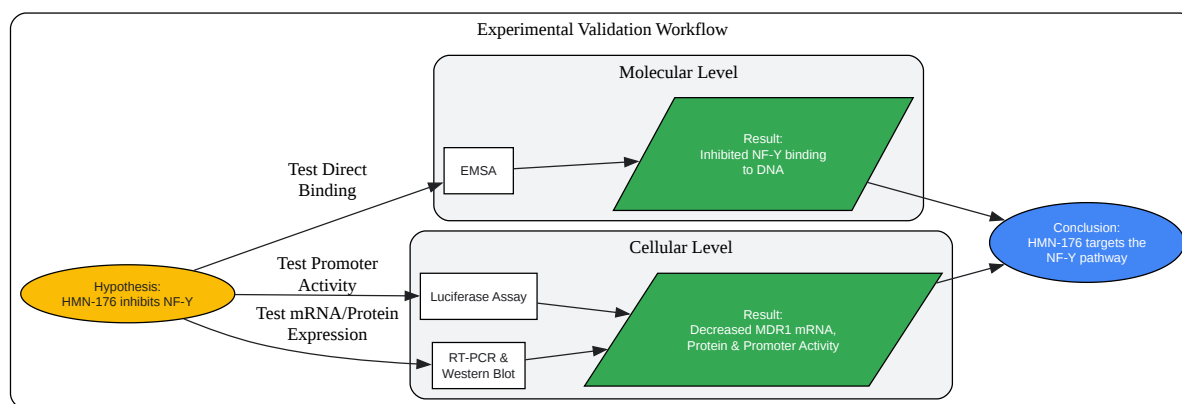 Experimental Validation Workflow
Molecular Level
Test Direct
Binding
EMSA
Result:
Inhibited NF-Y binding
to DNA
Cellular Level
Hypothesis:
HMN-176 inhibits NF-Y
Test Promoter
Activity
Luciferase Assay
Test mRNA/Protein
Expression
RT-PCR &
Western Blot
Result:
Decreased MDR1 mRNA,
Protein & Promoter Activity
Conclusion:
HMN-176 targets the
NF-Y pathway